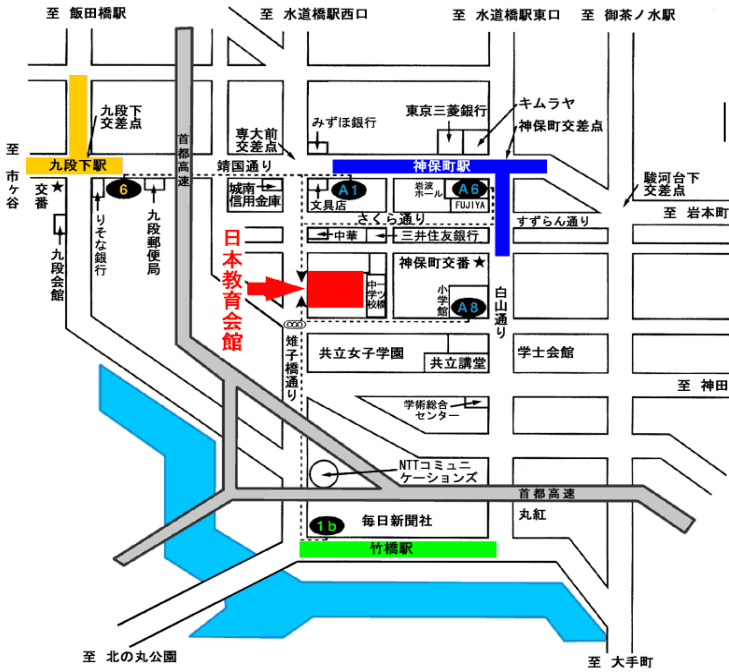 至 飯田橋駅
至 水道橋駅西口
至 水道橋駅東口
至 御茶ノ水駅
九段下
交差点
首都高速
専大前
交差点
みずほ銀行
東京三菱銀行
キムラヤ
神保町交差点
至 市ヶ谷
九段下駅
靖国通り
神保町駅
駿河台下
交差点
交番
6
りそな銀行
九段郵便局
九段会館
城南
信用金庫
文具店
A1
岩波
ホール
A6
FUJIYA
さくら通り
すずらん通り
至 岩本町
中華
三井住友銀行
日本教育会館
一ツ橋
中学校
神保町交番
小学館
A8
白山通り
雉子橋通り
共立女子学園
共立講堂
学士会館
至 神田
学術総合
センター
NTTコミュニ
ケーションズ
首都高速
丸紅
1b
毎日新聞社
竹橋駅
至 北の丸公園
至 大手町